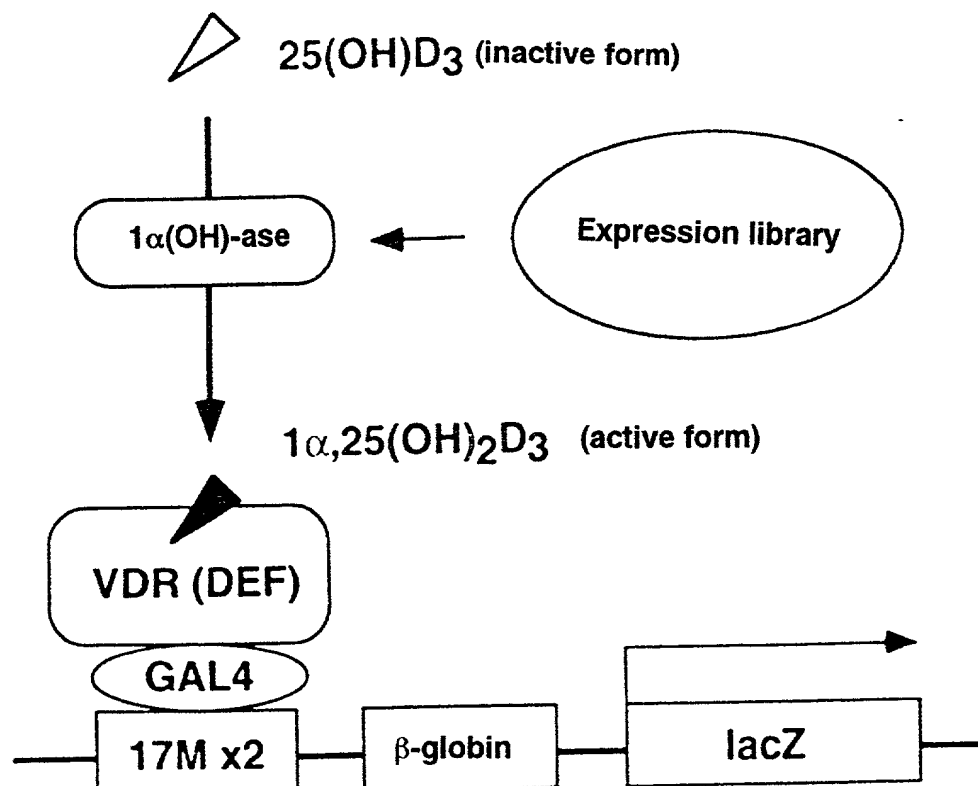 25(OH)D3 (inactive form)
1α(OH)-ase
Expression library
1α,25(OH)2D3 (active form)
VDR (DEF)
GAL4
17M x2
β-globin
lacZ